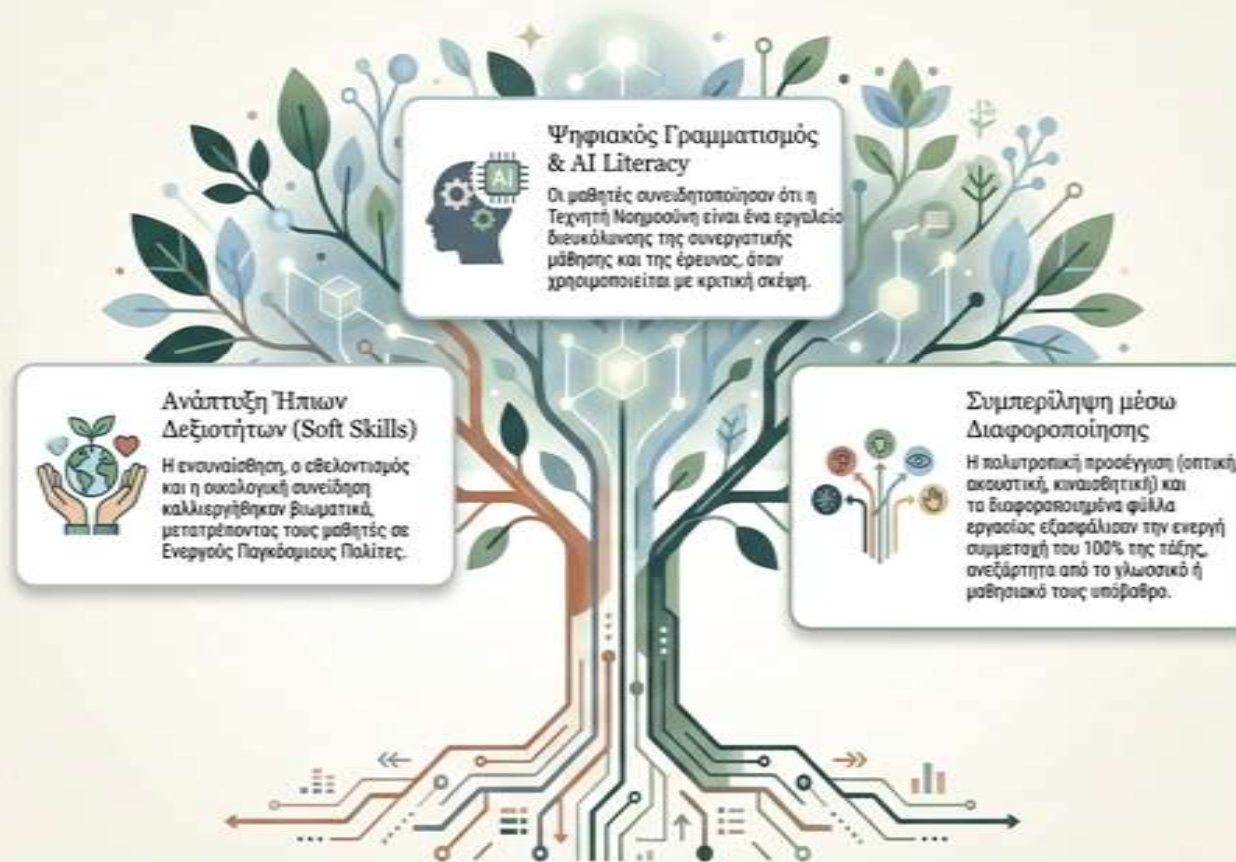 Ψηφιακός Γραμματισμός
& AI Literacy
AI
Οι μαθητές συνειδητοποίησαν ότι η
Τεχνητή Νοημοσύνη είναι ένα εργαλείο
διευκόλυνσης της συνεργατικής
μάθησης και της έρευνας, όταν
χρησιμοποιείται με κριτική σκέψη.
Ανάπτυξη Ήπιων
Δεξιοτήτων (Soft Skills)
Η ενσυναίσθηση, ο εθελοντισμός
και η οικολογική συνείδηση
καλλιεργήθηκαν βιωματικά,
μετατρέποντας τους μαθητές σε
Ενεργούς Παγκόσμιους Πολίτες.
Συμπερίληψη μέσω
Διαφοροποίησης
Η πολυτροπική προσέγγιση (οπτική,
ακουστική, κιναισθητική) και
τα διαφοροποιημένα φύλλα
εργασίας εξασφάλισαν την ενεργή
συμμετοχή του 100% της τάξης,
ανεξάρτητα από το γλωσσικό ή
μαθησιακό τους υπόβαθρο.